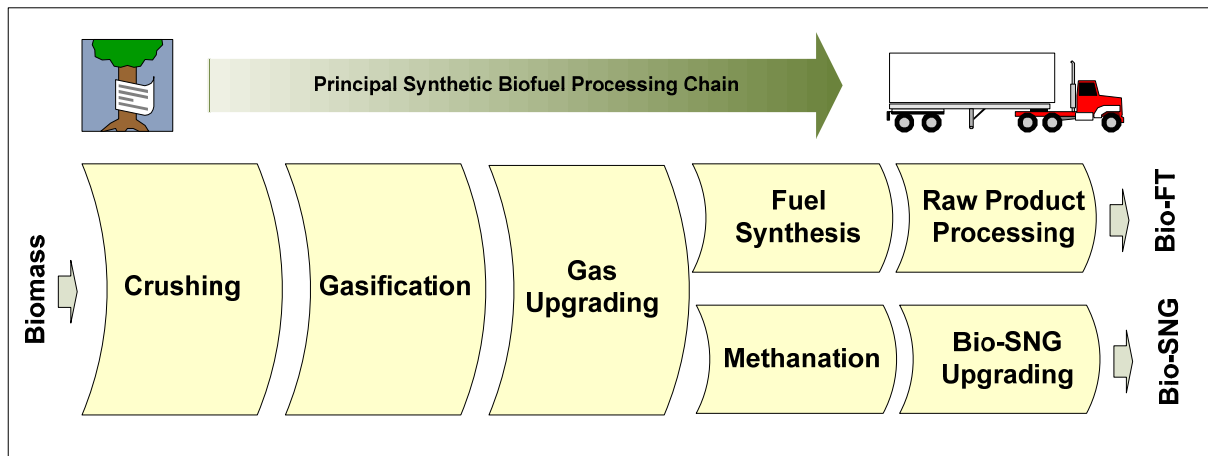 Principal Synthetic Biofuel Processing Chain
Biomass
Crushing
Gasification
Gas
Upgrading
Fuel
Synthesis
Raw Product
Processing
Bio-FT
Methanation
Bio-SNG
Upgrading
Bio-SNG